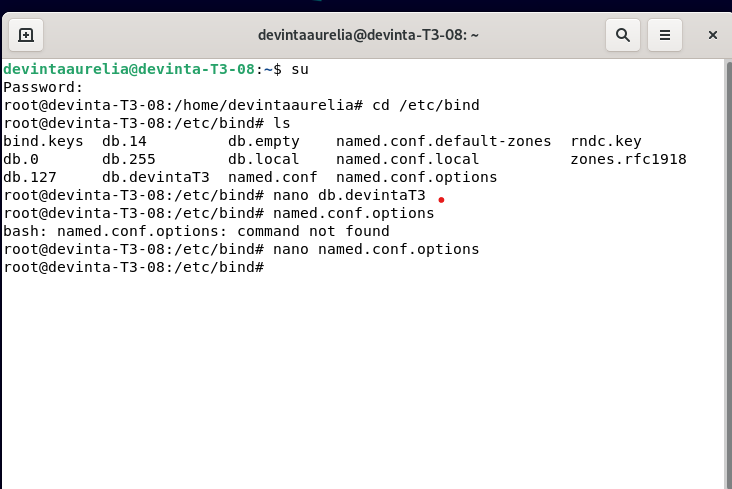 devintaaurelia@devinta-T3-08: ~
devintaaurelia@devinta-T3-08:~$ su
Password:
root@devinta-T3-08:/home/devintaaurelia# cd /etc/bind
root@devinta-T3-08:/etc/bind# ls
bind.keys  db.14         db.empty    named.conf.default-zones  rndc.key
db.0       db.255        db.local    named.conf.local          zones.rfc1918
db.127     db.devintaT3  named.conf  named.conf.options
root@devinta-T3-08:/etc/bind# nano db.devintaT3
root@devinta-T3-08:/etc/bind# named.conf.options
bash: named.conf.options: command not found
root@devinta-T3-08:/etc/bind# nano named.conf.options
root@devinta-T3-08:/etc/bind#